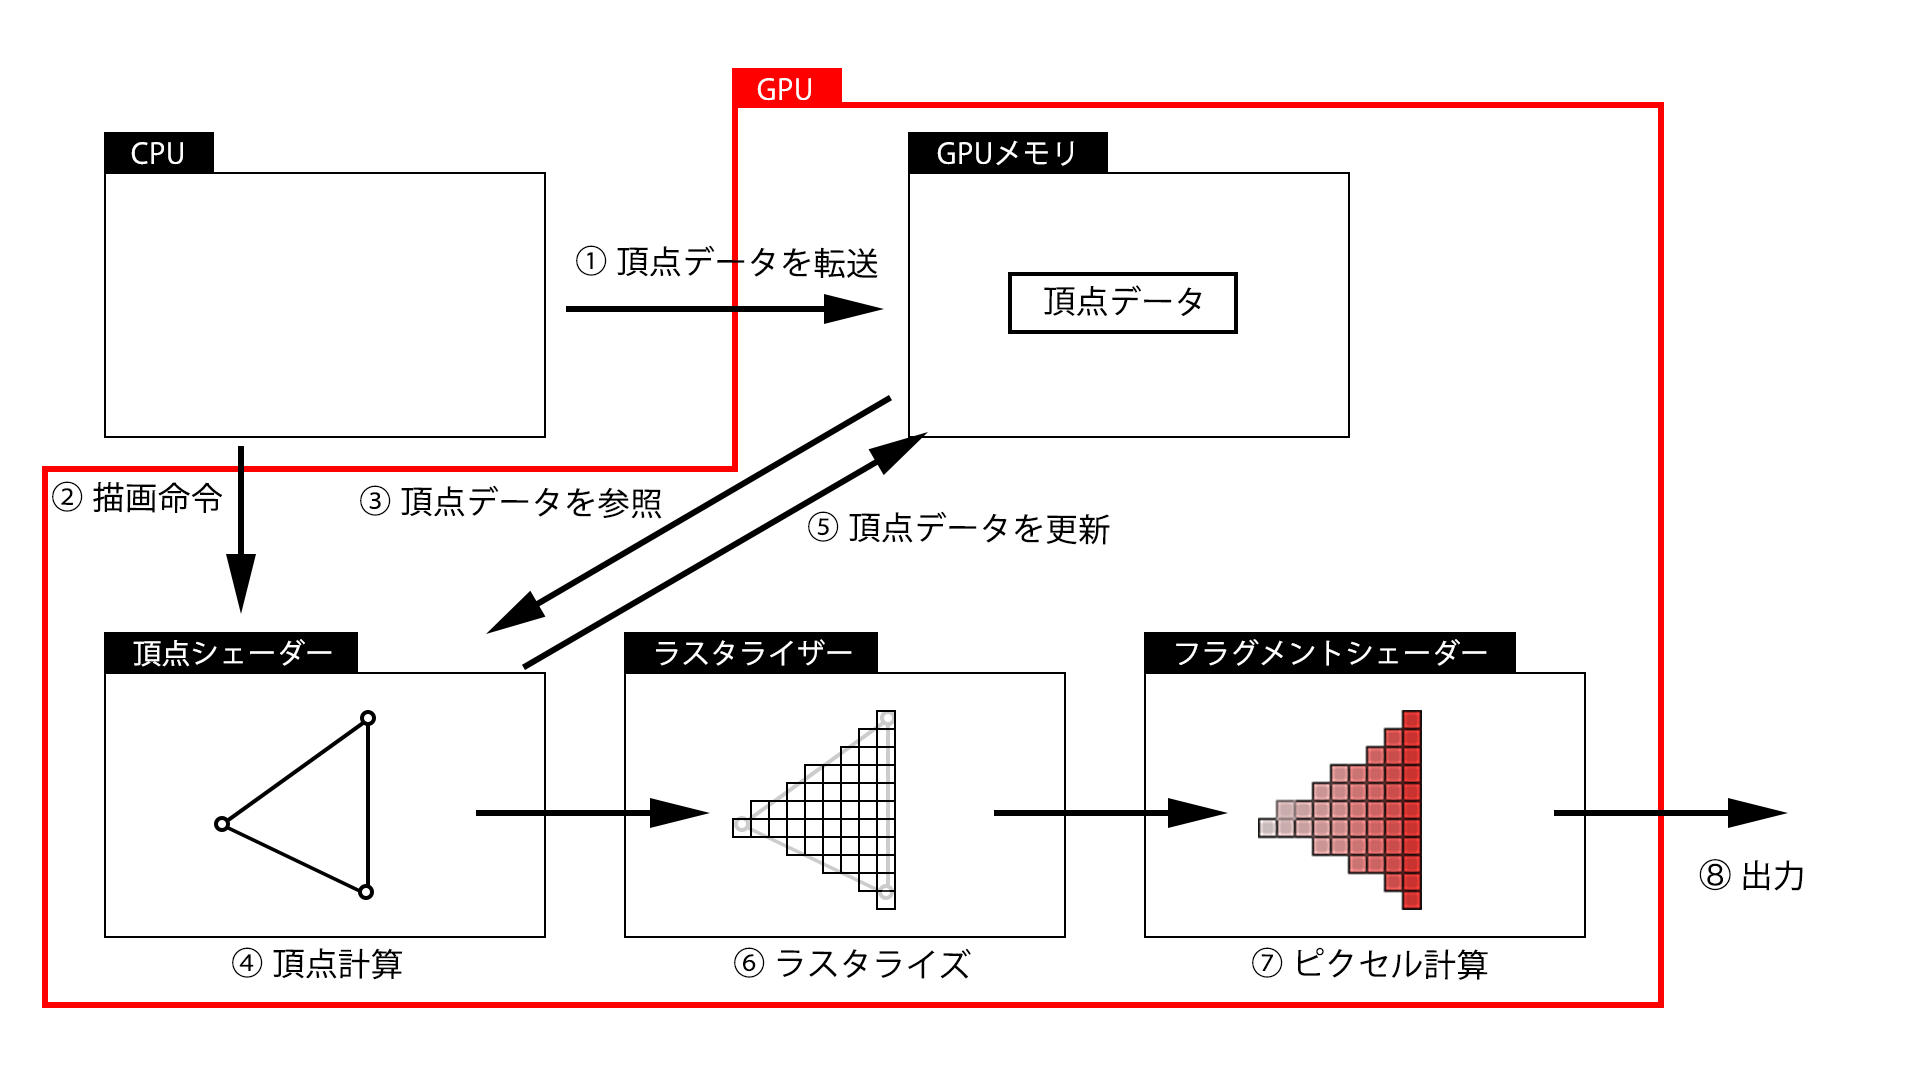 GPU
CPU
GPUメモリ
① 頂点データを転送
頂点データ
② 描画命令
③ 頂点データを参照
⑤ 頂点データを更新
頂点シェーダー
ラスタライザー
フラグメントシェーダー
⑧ 出力
④ 頂点計算
⑥ ラスタライズ
⑦ ピクセル計算